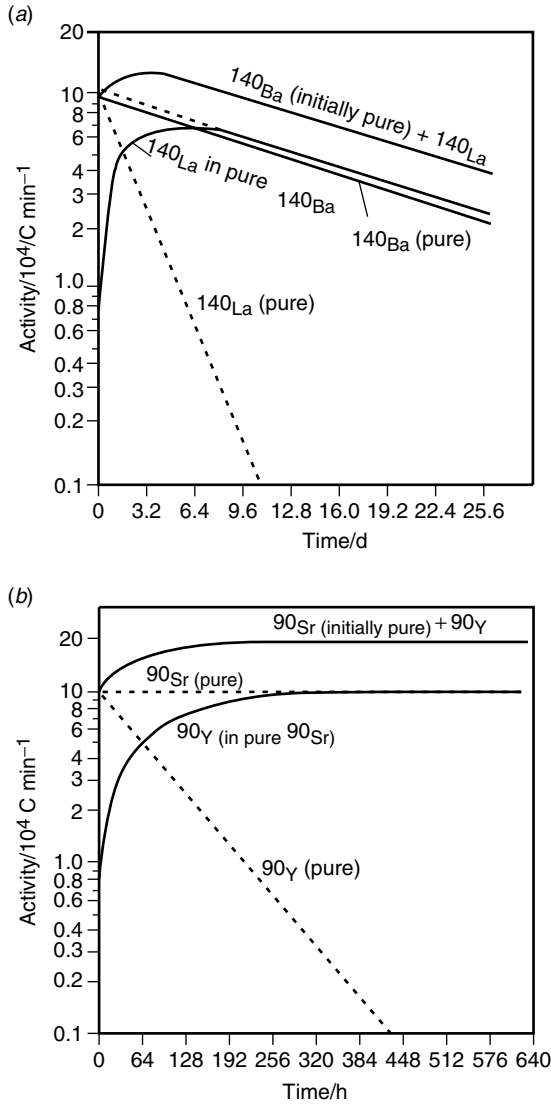 (a)
20
10
8
6
4
3
2
1.0
0.8
0.6
0.4
0.3
0.2
0.1
Activity/10⁴/C min⁻¹
140Ba (initially pure) + 140La
140La in pure
140Ba
140Ba (pure)
140La (pure)
0 3.2 6.4 9.6 12.8 16.0 19.2 22.4 25.6
Time/d
(b)
20
10
8
6
4
3
2
1.0
0.8
0.6
0.4
0.3
0.2
0.1
Activity/10⁴ C min⁻¹
90Sr (initially pure) + 90Y
90Sr (pure)
90Y (in pure 90Sr)
90Y (pure)
0 64 128 192 256 320 384 448 512 576 640
Time/h